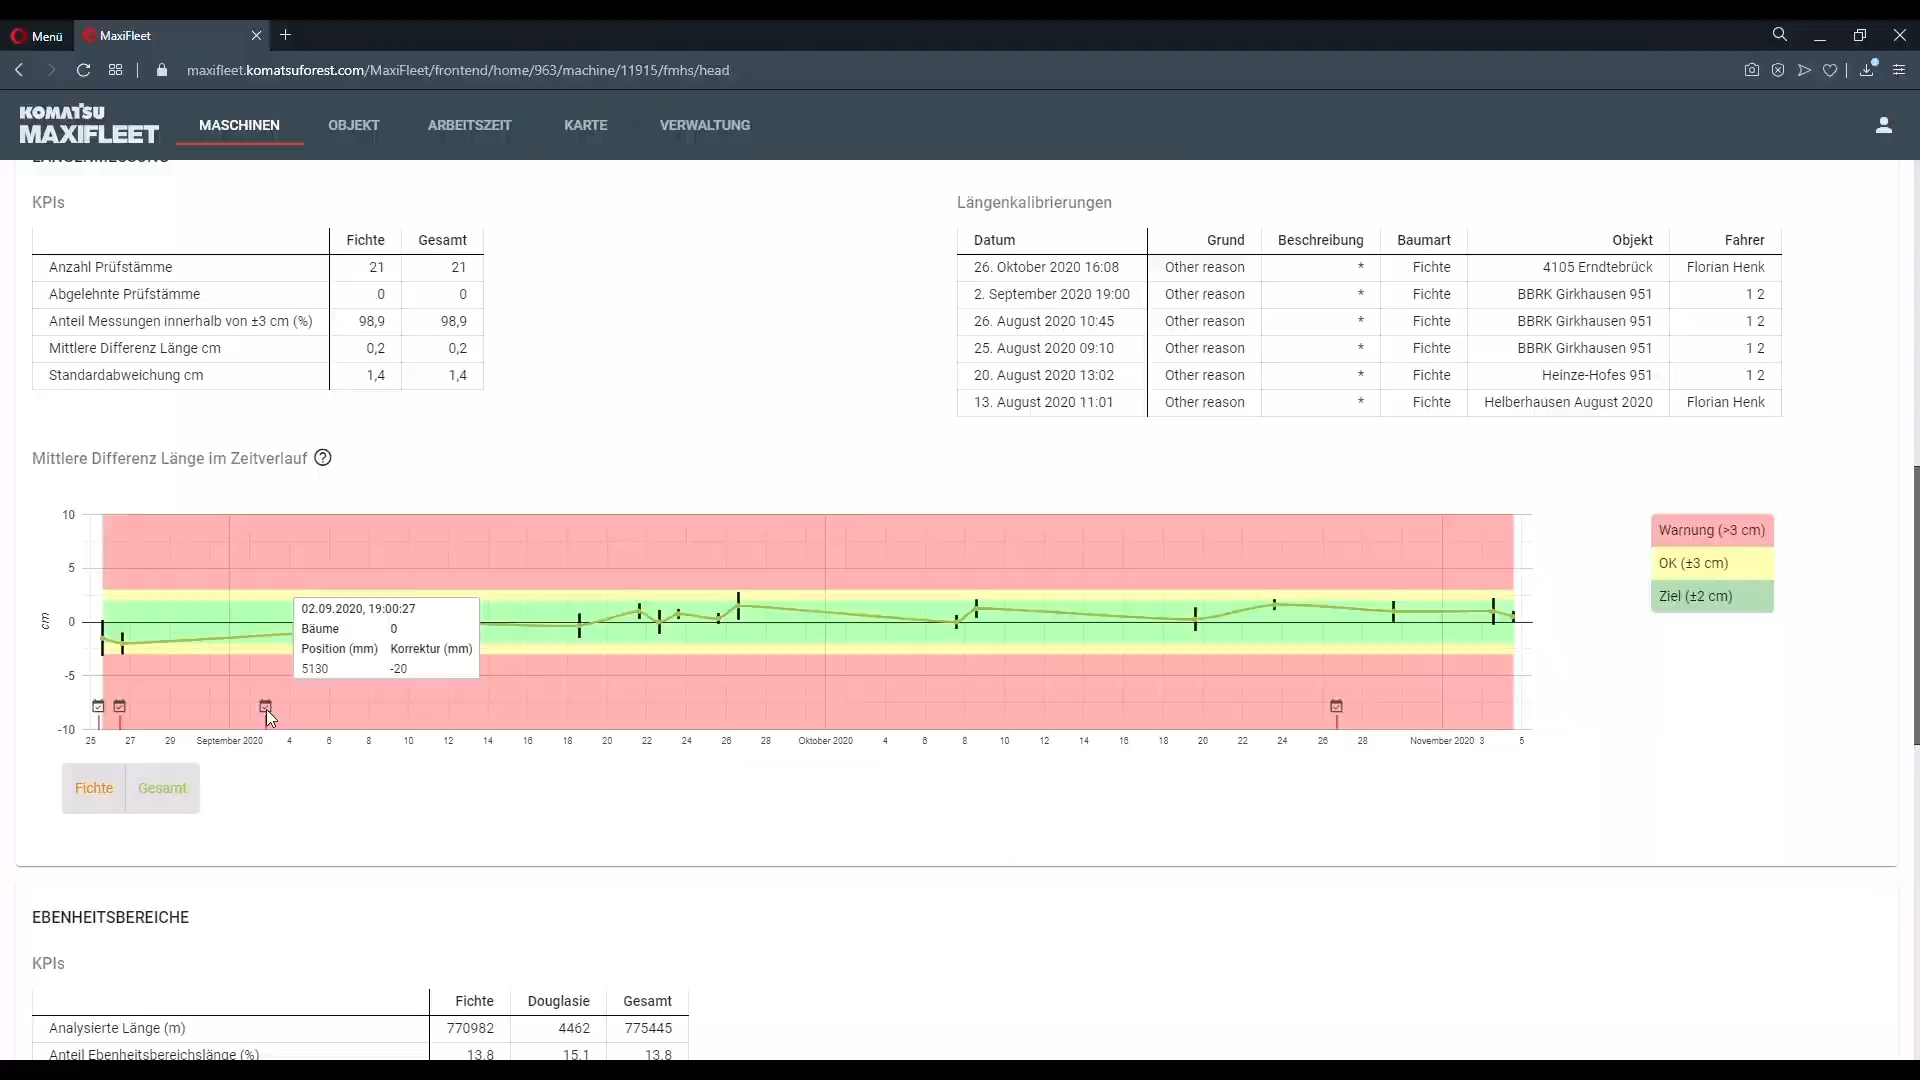 Menü
MaxiFleet
maxifleet.komatsuforest.com/MaxiFleet/frontend/home/963/machine/11915/fmhs/head
KOMATSU
MAXIFLEET
MASCHINEN OBJEKT ARBEITSZEIT KARTE VERWALTUNG
LÄNGENMESSUNG
KPIs
Fichte Gesamt
Anzahl Prüfstämme 21 21
Abgelehnte Prüfstämme 0 0
Anteil Messungen innerhalb von ±3 cm (%) 98,9 98,9
Mittlere Differenz Länge cm 0,2 0,2
Standardabweichung cm 1,4 1,4
Längenkalibrierungen
Datum Grund Beschreibung Baumart Objekt Fahrer
26. Oktober 2020 16:08 Other reason * Fichte 4105 Erndtebrück Florian Henk
2. September 2020 19:00 Other reason * Fichte BBRK Girkhausen 951 1 2
26. August 2020 10:45 Other reason * Fichte BBRK Girkhausen 951 1 2
25. August 2020 09:10 Other reason * Fichte BBRK Girkhausen 951 1 2
20. August 2020 13:02 Other reason * Fichte Heinze-Hofes 951 1 2
13. August 2020 11:01 Other reason * Fichte Helberhausen August 2020 Florian Henk
Mittlere Differenz Länge im Zeitverlauf ?
10
5
0
-5
-10
cm
02.09.2020, 19:00:27
Bäume 0
Position (mm) Korrektur (mm)
5130 -20
25 27 29 September 2020 4 6 8 10 12 14 16 18 20 22 24 26 28 Oktober 2020 4 6 8 10 12 14 16 18 20 22 24 26 28 November 2020 3 5
Warnung (>3 cm)
OK (±3 cm)
Ziel (±2 cm)
Fichte Gesamt
EBENHEITSBEREICHE
KPIs
Fichte Douglasie Gesamt
Analysierte Länge (m) 770982 4462 775445
Anteil Ebenheitsbereichslänge (%) 13,8 15,1 13,8